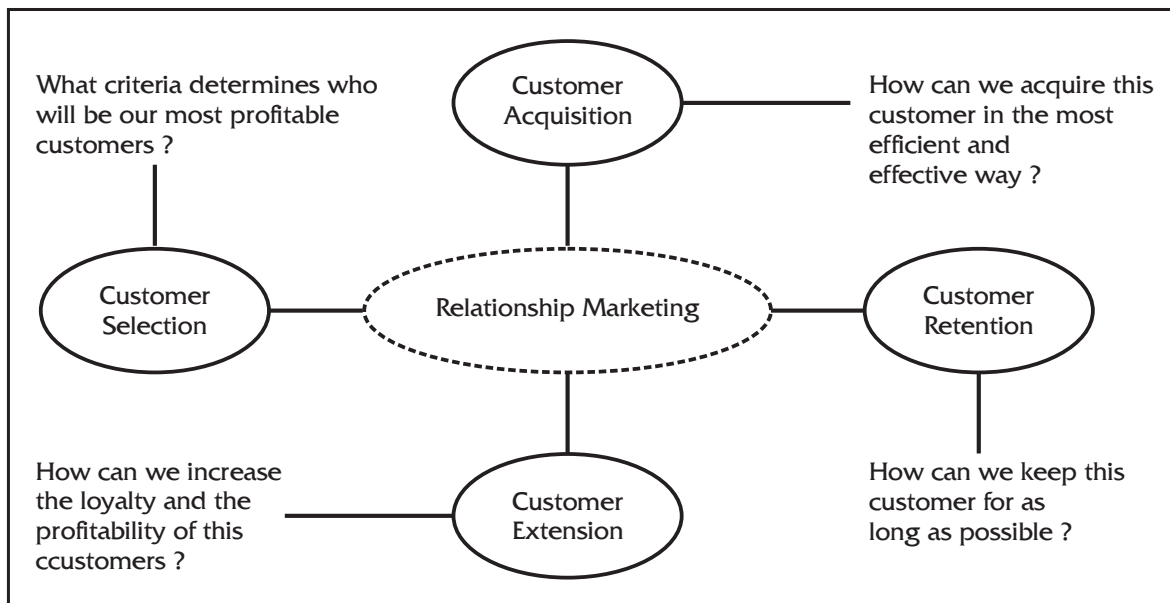 What criteria determines who
will be our most profitable
customers ?
Customer
Acquisition
How can we acquire this
customer in the most
efficient and
effective way ?
Customer
Selection
Relationship Marketing
Customer
Retention
How can we increase
the loyalty and the
profitability of this
ccustomers ?
Customer
Extension
How can we keep this
customer for as
long as possible ?